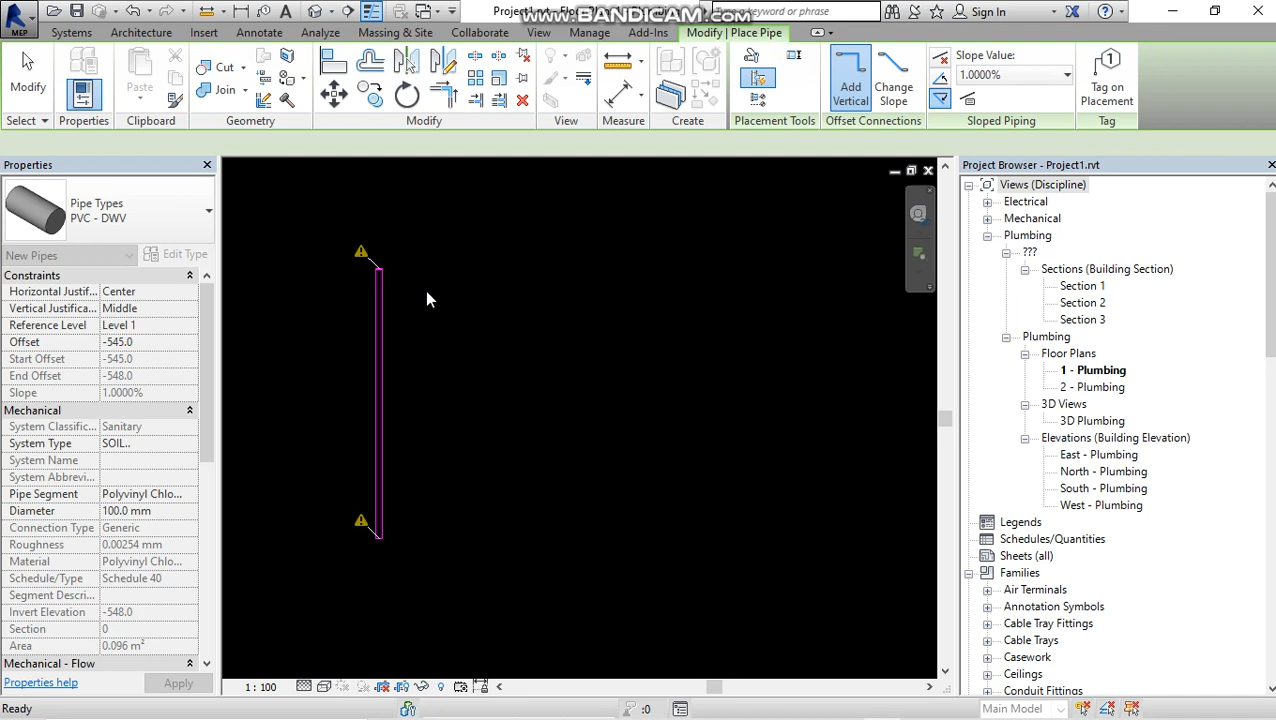 Project1.rvt - Flo
www.BANDICAM.com
Type a keyword or phrase
Sign In
MEP
Systems Architecture Insert Annotate Analyze Massing & Site Collaborate View Manage Add-Ins Modify | Place Pipe
Modify
Paste
Cut
Join
Add Vertical
Change Slope
Slope Value:
1.0000%
Tag on Placement
Select Properties Clipboard Geometry Modify View Measure Create Placement Tools Offset Connections Sloped Piping Tag
Properties
Pipe Types
PVC - DWV
New Pipes
Edit Type
Constraints
Horizontal Justif... Center
Vertical Justifica... Middle
Reference Level Level 1
Offset -545.0
Start Offset -545.0
End Offset -548.0
Slope 1.0000%
Mechanical
System Classific... Sanitary
System Type SOIL..
System Name
System Abbrevi...
Pipe Segment Polyvinyl Chlo...
Diameter 100.0 mm
Connection Type Generic
Roughness 0.00254 mm
Material Polyvinyl Chlo...
Schedule/Type Schedule 40
Segment Descri...
Invert Elevation -548.0
Section 0
Area 0.096 m²
Mechanical - Flow
Properties help
Apply
1 : 100
Ready
:0
Main Model
Project Browser - Project1.rvt
Views (Discipline)
Electrical
Mechanical
Plumbing
???
Sections (Building Section)
Section 1
Section 2
Section 3
Plumbing
Floor Plans
1 - Plumbing
2 - Plumbing
3D Views
3D Plumbing
Elevations (Building Elevation)
East - Plumbing
North - Plumbing
South - Plumbing
West - Plumbing
Legends
Schedules/Quantities
Sheets (all)
Families
Air Terminals
Annotation Symbols
Cable Tray Fittings
Cable Trays
Casework
Ceilings
Conduit Fittings